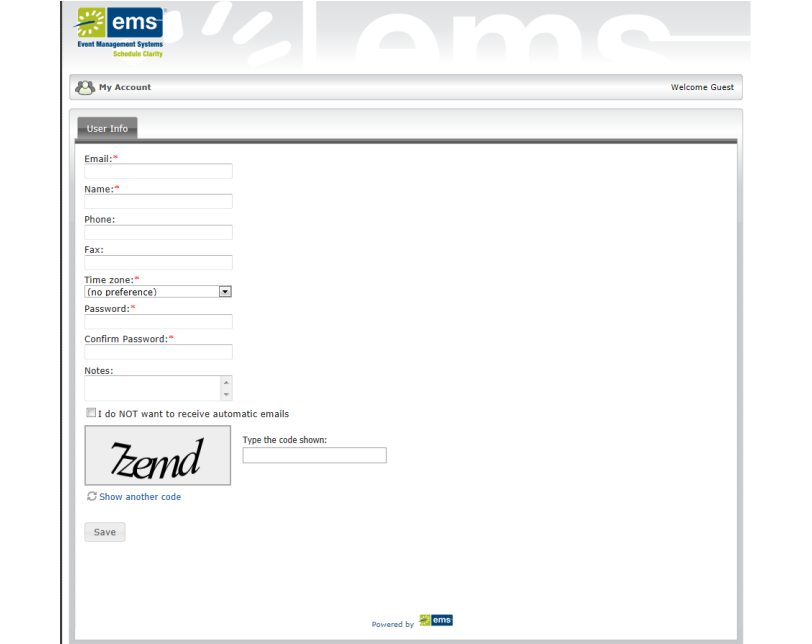 ems
Event Management Systems
Schedule Clarity
ems
My Account
Welcome Guest
User Info
Email:*
Name:*
Phone:
Fax:
Time zone:*
(no preference)
Password:*
Confirm Password:*
Notes:
I do NOT want to receive automatic emails
Type the code shown:
Show another code
Save
Powered by ems